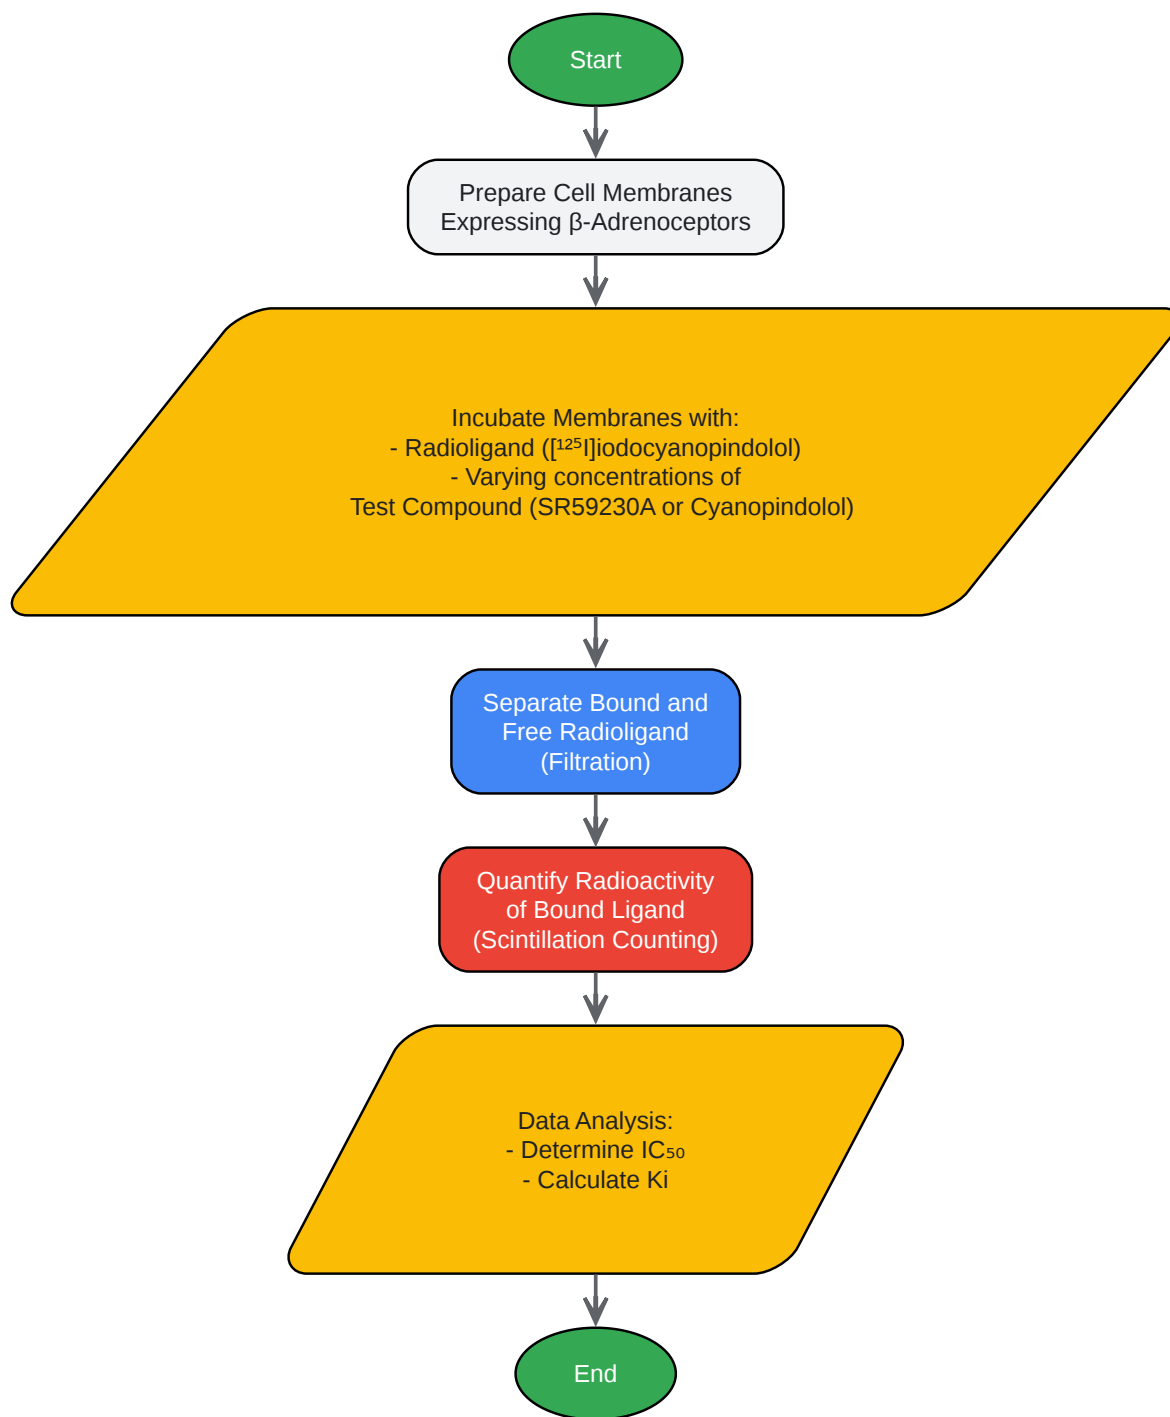 Start
Prepare Cell Membranes
Expressing β-Adrenoceptors
Incubate Membranes with:
- Radioligand ([¹²⁵I]iodocyanopindolol)
- Varying concentrations of
Test Compound (SR59230A or Cyanopindolol)
Separate Bound and
Free Radioligand
(Filtration)
Quantify Radioactivity
of Bound Ligand
(Scintillation Counting)
Data Analysis:
- Determine IC₅₀
- Calculate Ki
End